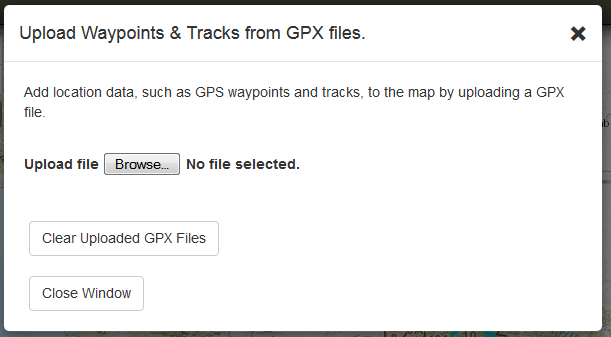 Upload Waypoints & Tracks from GPX files.
Add location data, such as GPS waypoints and tracks, to the map by uploading a GPX
file.
Upload file Browse... No file selected.
Clear Uploaded GPX Files
Close Window